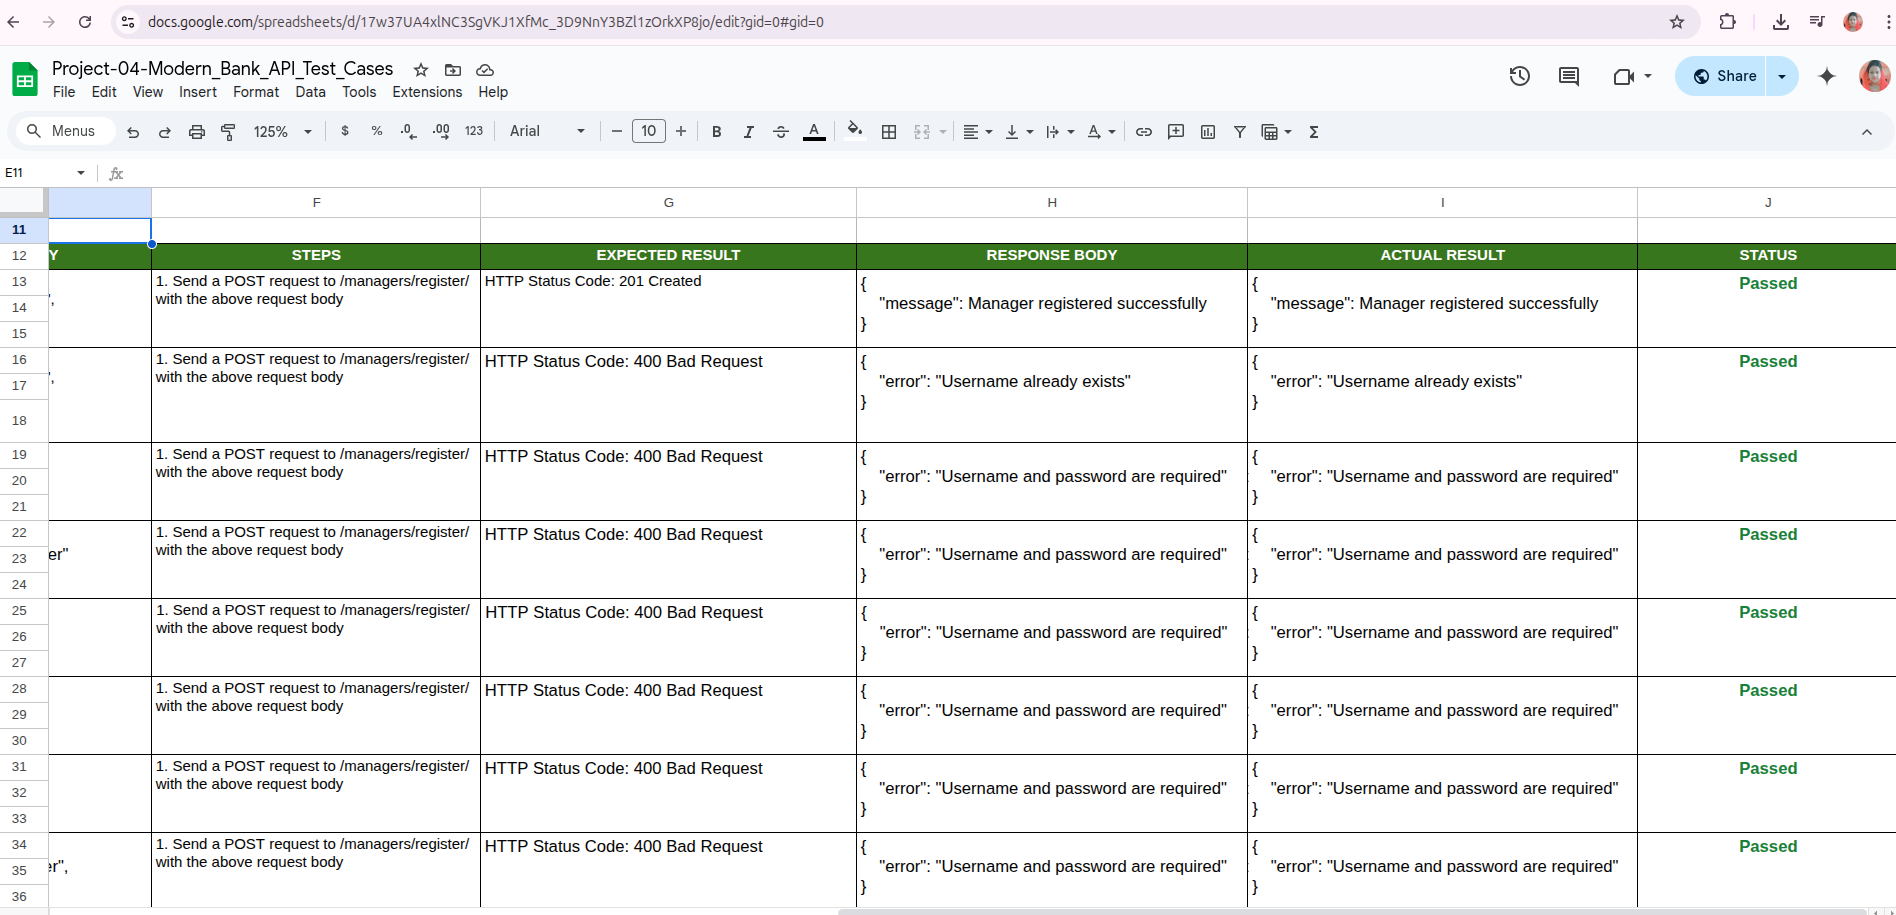 docs.google.com/spreadsheets/d/17w37UA4xlNC3SgVKJ1XfMc_3D9NnY3BZl1zOrkXP8jo/edit?gid=0#gid=0
Project-04-Modern_Bank_API_Test_Cases
File Edit View Insert Format Data Tools Extensions Help
Share
Menus 125% $ % .0 .00 123 Arial 10 B I A
E11
F G H I J
11
12 Y STEPS EXPECTED RESULT RESPONSE BODY ACTUAL RESULT STATUS
13 1. Send a POST request to /managers/register/ HTTP Status Code: 201 Created { { Passed
14 ", with the above request body "message": Manager registered successfully "message": Manager registered successfully
15 } }
16 1. Send a POST request to /managers/register/ HTTP Status Code: 400 Bad Request { { Passed
17 ", with the above request body "error": "Username already exists" "error": "Username already exists"
18 } }
19 1. Send a POST request to /managers/register/ HTTP Status Code: 400 Bad Request { { Passed
20 with the above request body "error": "Username and password are required" "error": "Username and password are required"
21 } }
22 1. Send a POST request to /managers/register/ HTTP Status Code: 400 Bad Request { { Passed
23 er" with the above request body "error": "Username and password are required" "error": "Username and password are required"
24 } }
25 1. Send a POST request to /managers/register/ HTTP Status Code: 400 Bad Request { { Passed
26 with the above request body "error": "Username and password are required" "error": "Username and password are required"
27 } }
28 1. Send a POST request to /managers/register/ HTTP Status Code: 400 Bad Request { { Passed
29 with the above request body "error": "Username and password are required" "error": "Username and password are required"
30 } }
31 1. Send a POST request to /managers/register/ HTTP Status Code: 400 Bad Request { { Passed
32 with the above request body "error": "Username and password are required" "error": "Username and password are required"
33 } }
34 1. Send a POST request to /managers/register/ HTTP Status Code: 400 Bad Request { { Passed
35 er", with the above request body "error": "Username and password are required" "error": "Username and password are required"
36 } }